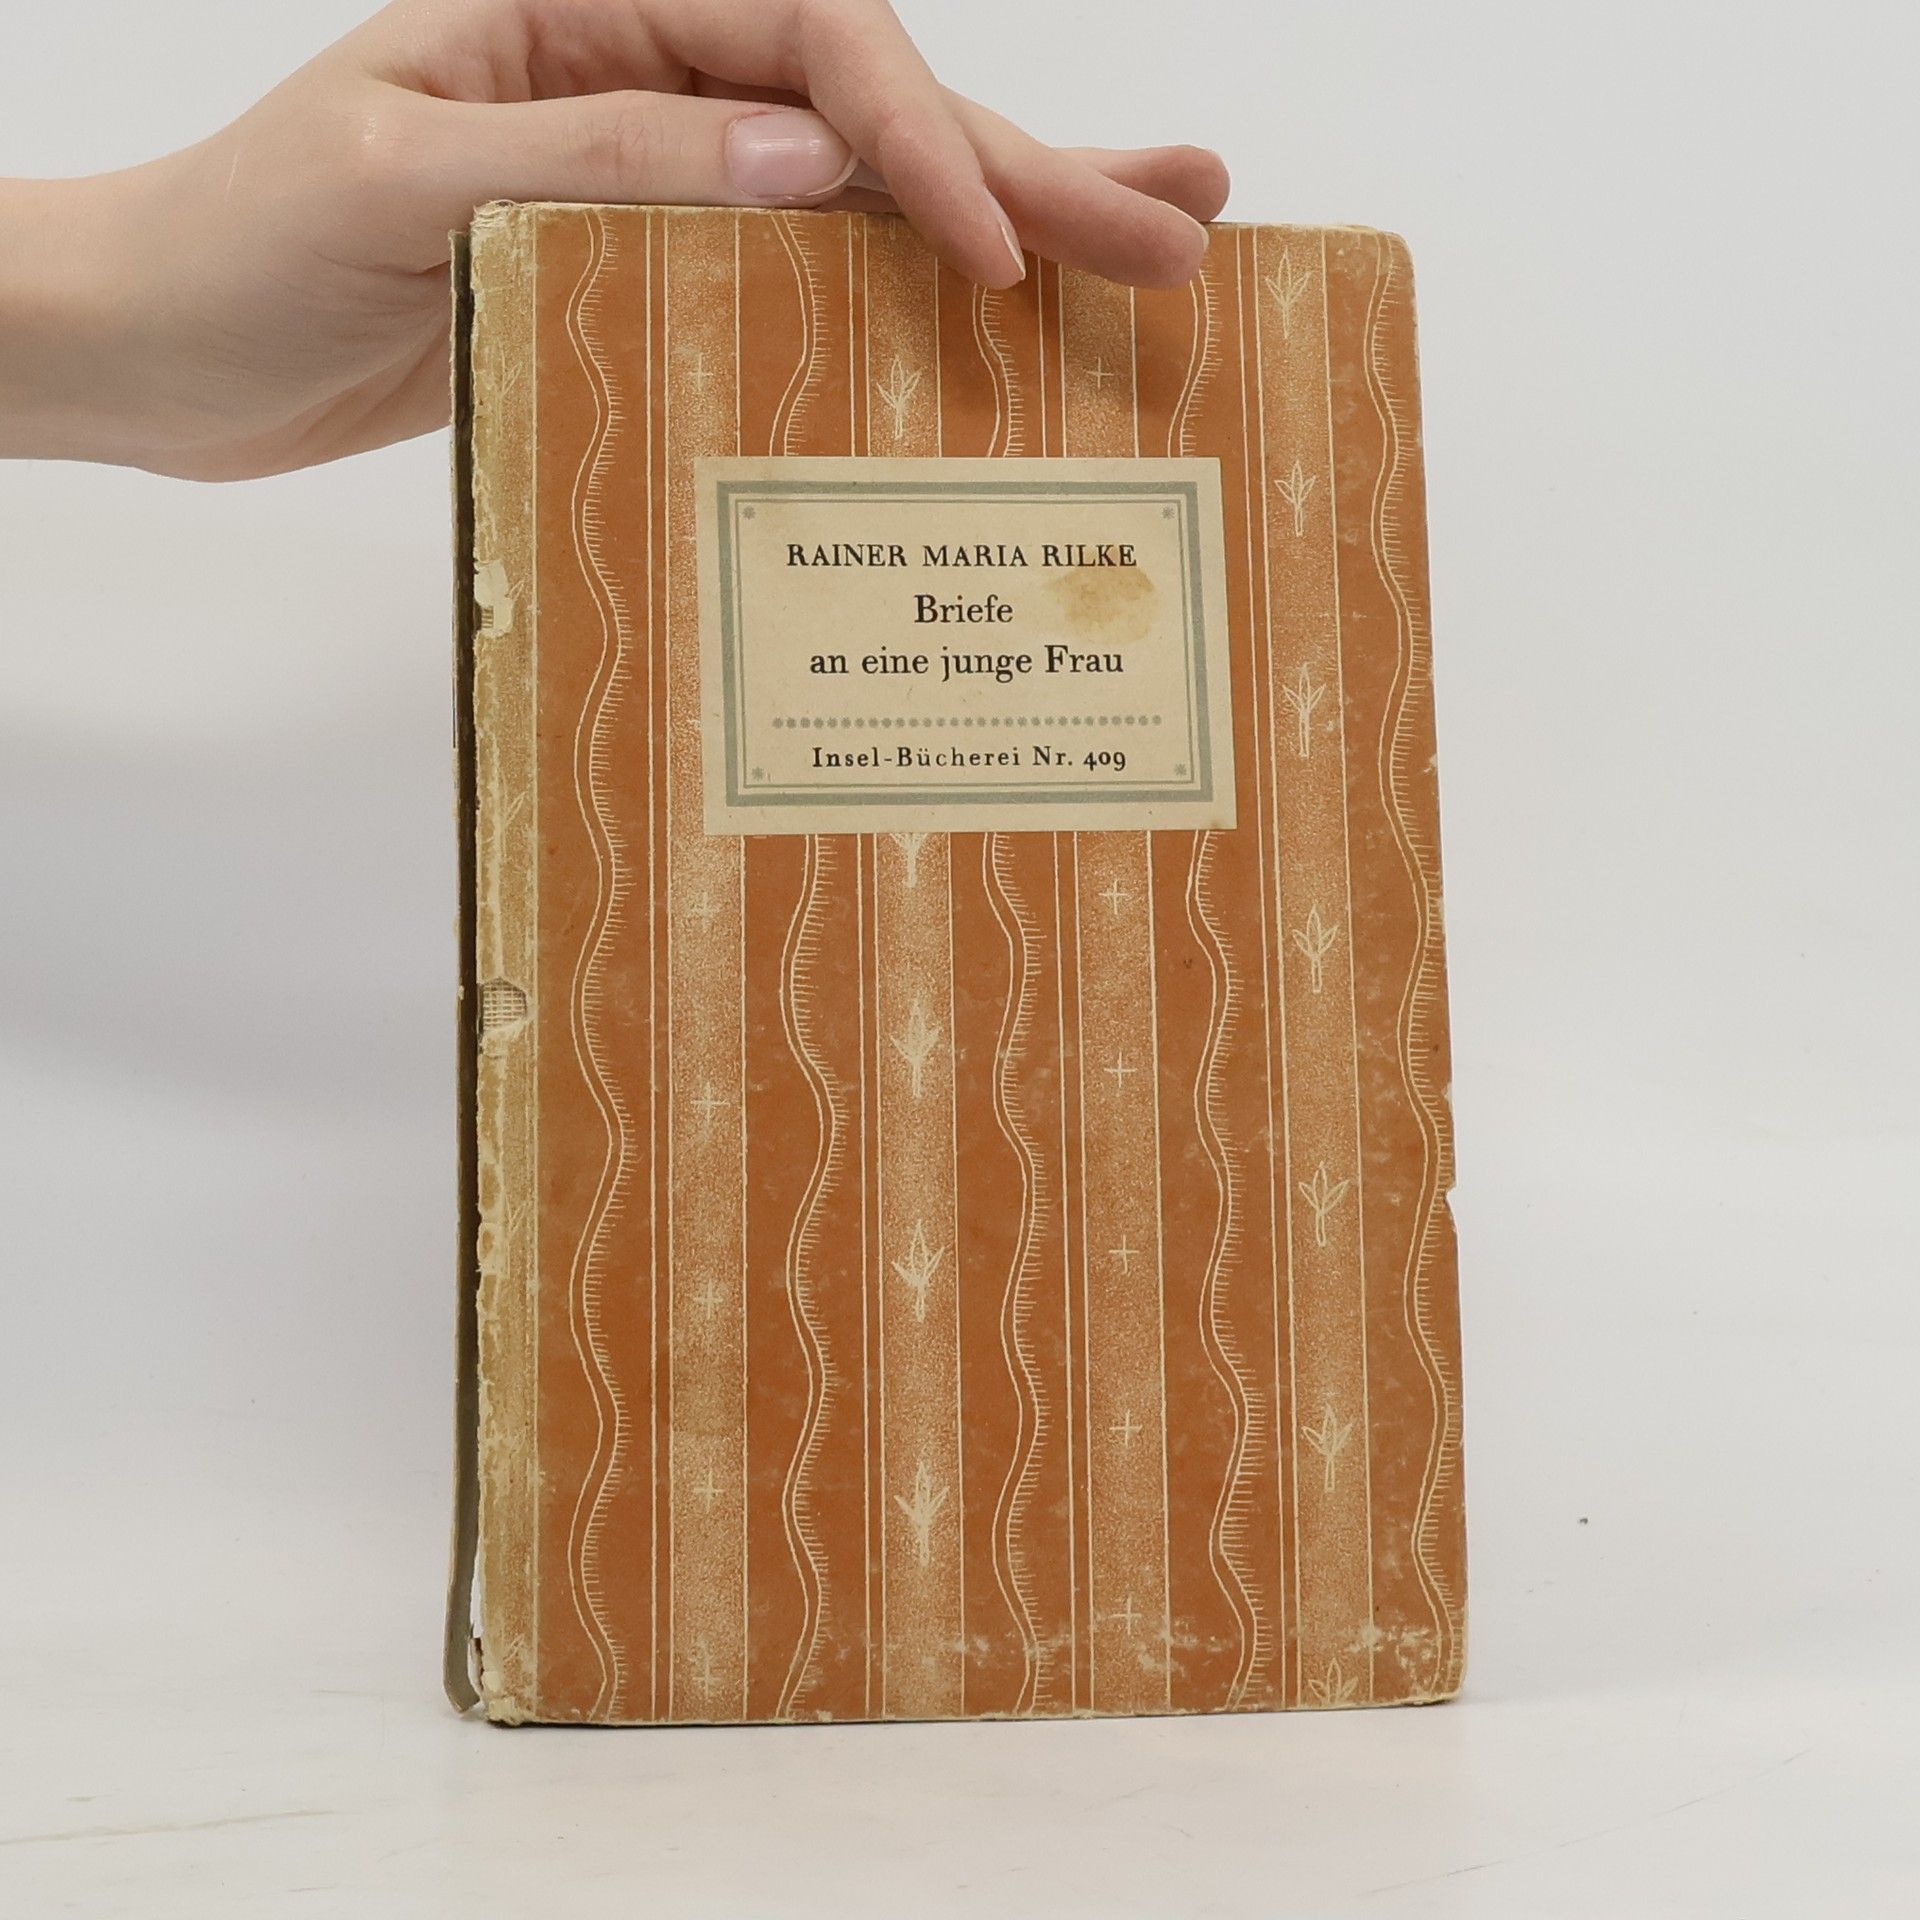 RAINER MARIA RILKE
Briefe
an eine junge Frau
Insel-Bücherei Nr. 409